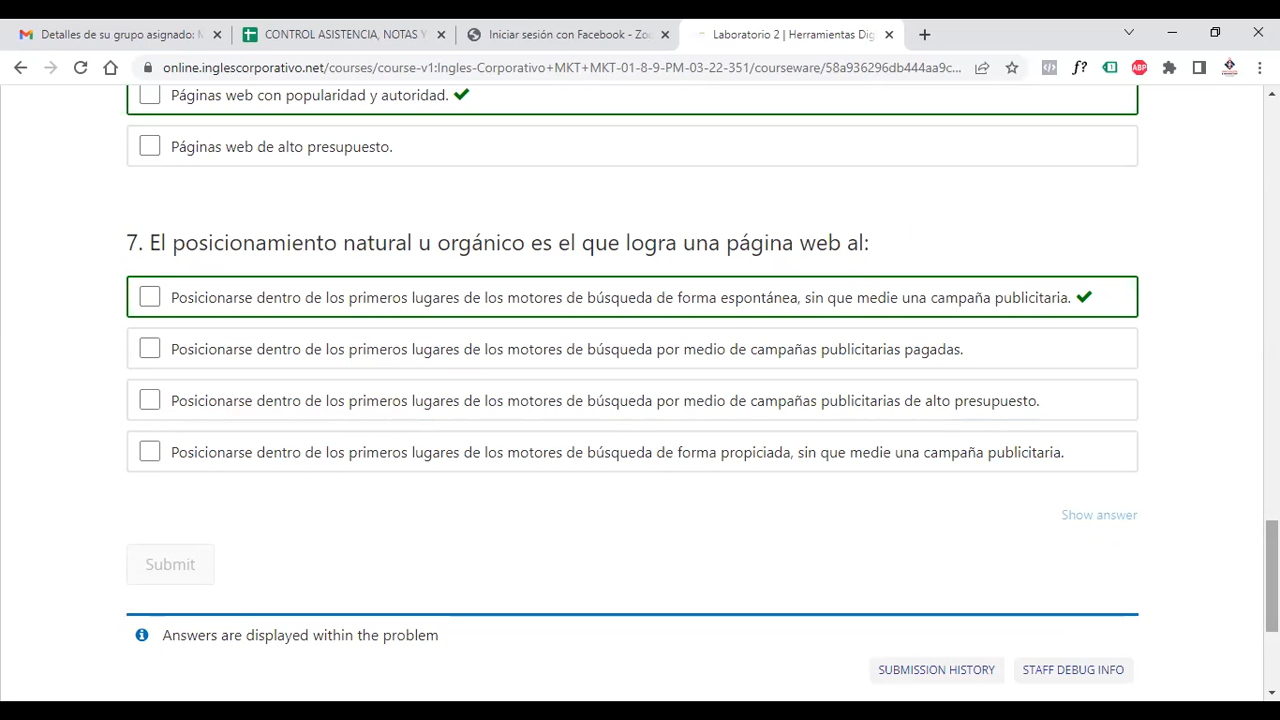 Detalles de su grupo asignado: M
CONTROL ASISTENCIA, NOTAS Y
Iniciar sesión con Facebook - Zoo
Laboratorio 2 | Herramientas Dig
online.inglescorporativo.net/courses/course-v1:Ingles-Corporativo+MKT+MKT-01-8-9-PM-03-22-351/courseware/58a936296db444aa9c...
Páginas web con popularidad y autoridad.
Páginas web de alto presupuesto.
7. El posicionamiento natural u orgánico es el que logra una página web al:
Posicionarse dentro de los primeros lugares de los motores de búsqueda de forma espontánea, sin que medie una campaña publicitaria.
Posicionarse dentro de los primeros lugares de los motores de búsqueda por medio de campañas publicitarias pagadas.
Posicionarse dentro de los primeros lugares de los motores de búsqueda por medio de campañas publicitarias de alto presupuesto.
Posicionarse dentro de los primeros lugares de los motores de búsqueda de forma propiciada, sin que medie una campaña publicitaria.
Show answer
Submit
Answers are displayed within the problem
SUBMISSION HISTORY
STAFF DEBUG INFO